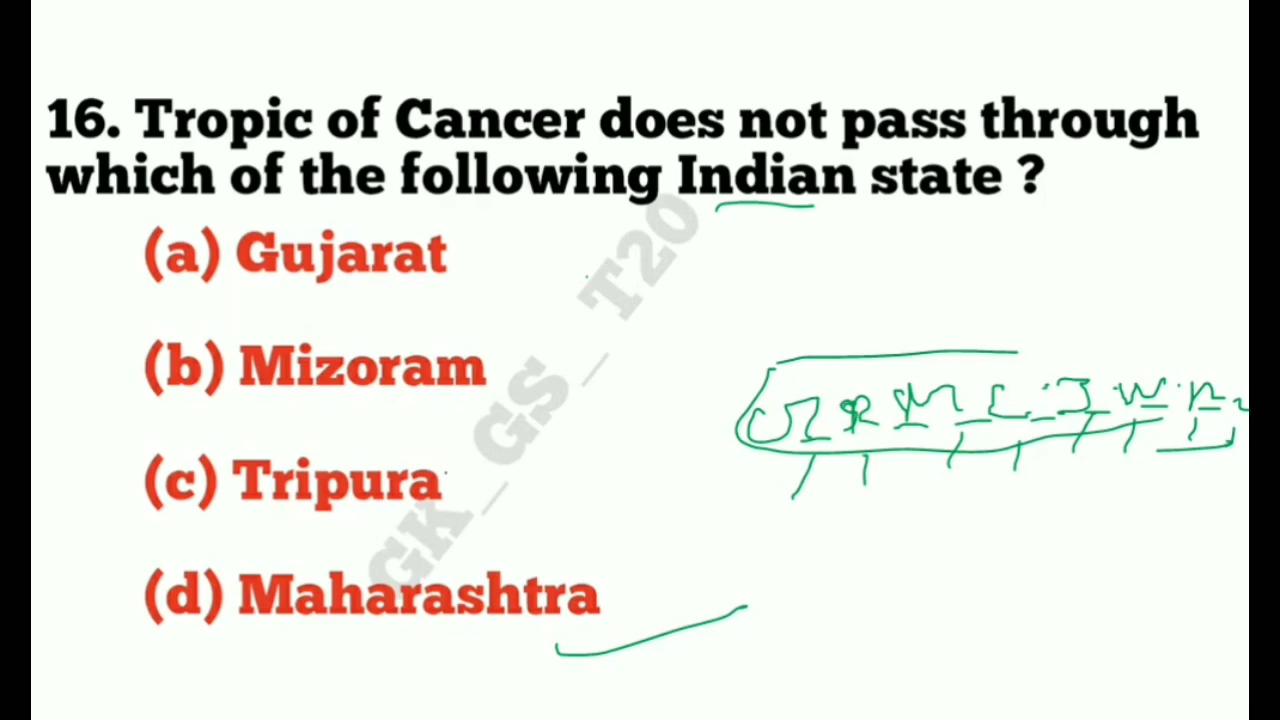 16. Tropic of Cancer does not pass through
which of the following Indian state ?
(a) Gujarat
(b) Mizoram
(c) Tripura
(d) Maharashtra
GK_GS_T20